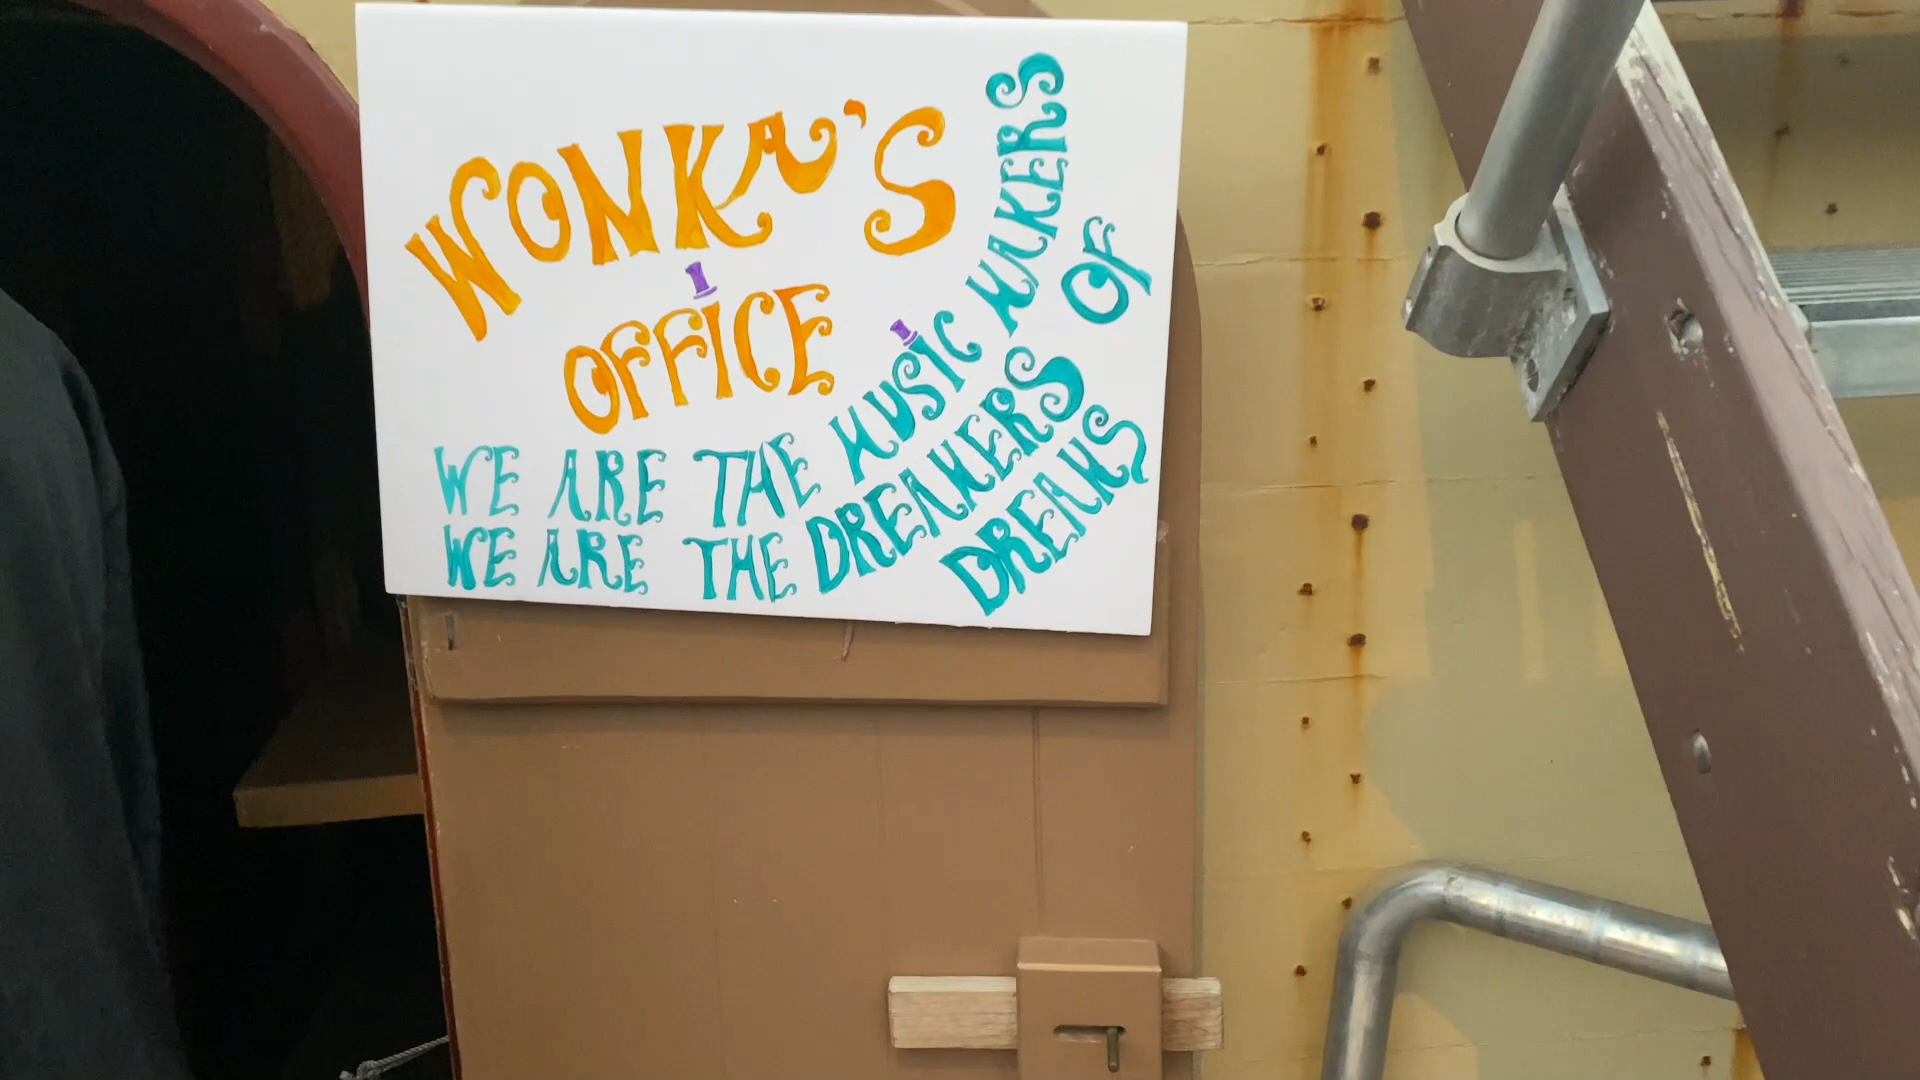 WONKA'S
OFFICE
WE ARE THE MUSIC MAKERS
WE ARE THE DREAMERS OF
DREAMS